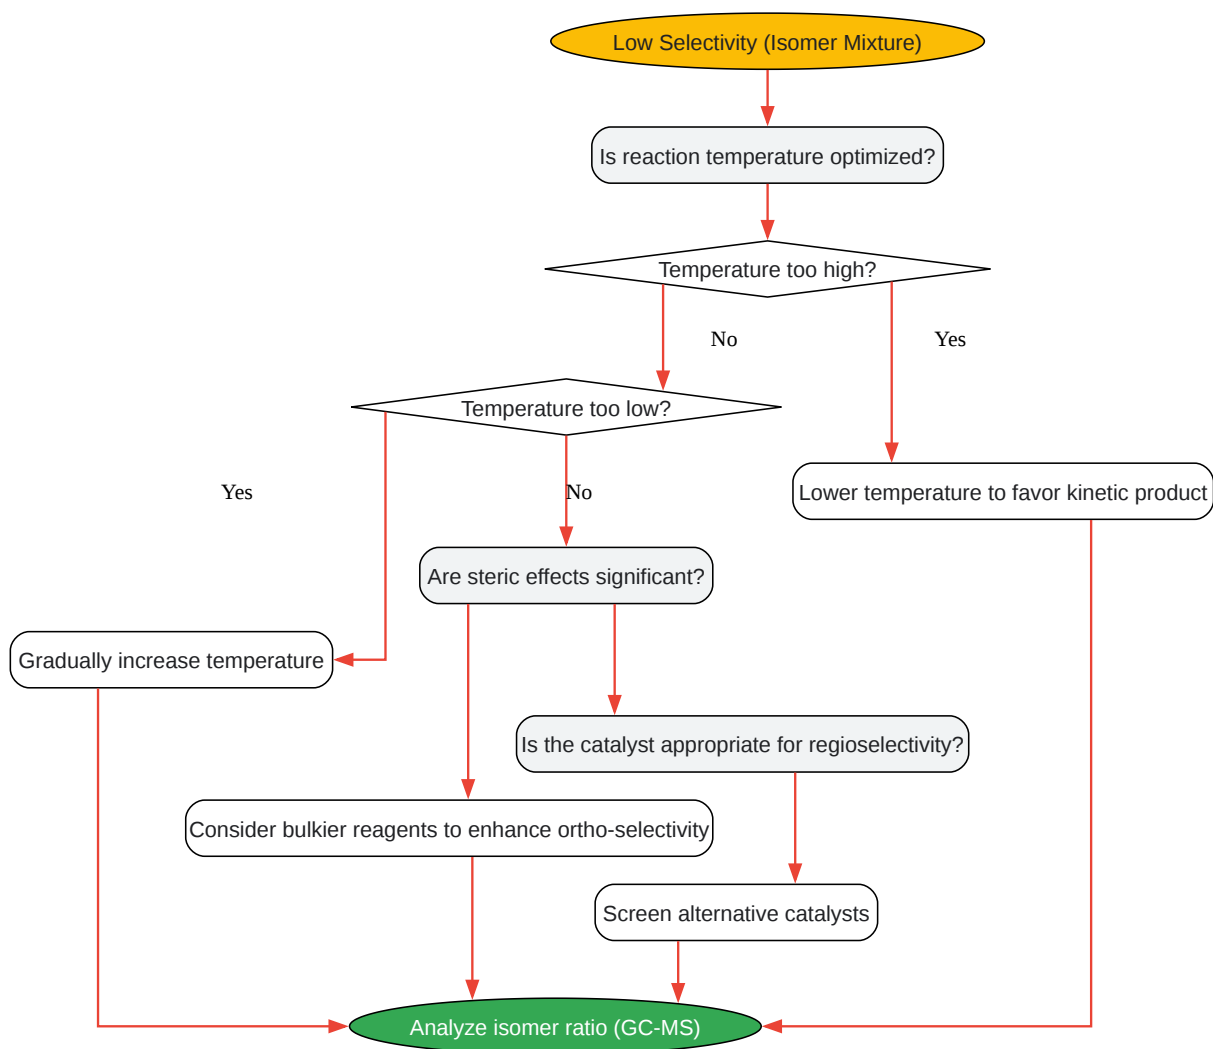 Low Selectivity (Isomer Mixture)
Is reaction temperature optimized?
Temperature too high?
No
Yes
Temperature too low?
Yes
No
Lower temperature to favor kinetic product
Are steric effects significant?
Gradually increase temperature
Is the catalyst appropriate for regioselectivity?
Consider bulkier reagents to enhance ortho-selectivity
Screen alternative catalysts
Analyze isomer ratio (GC-MS)